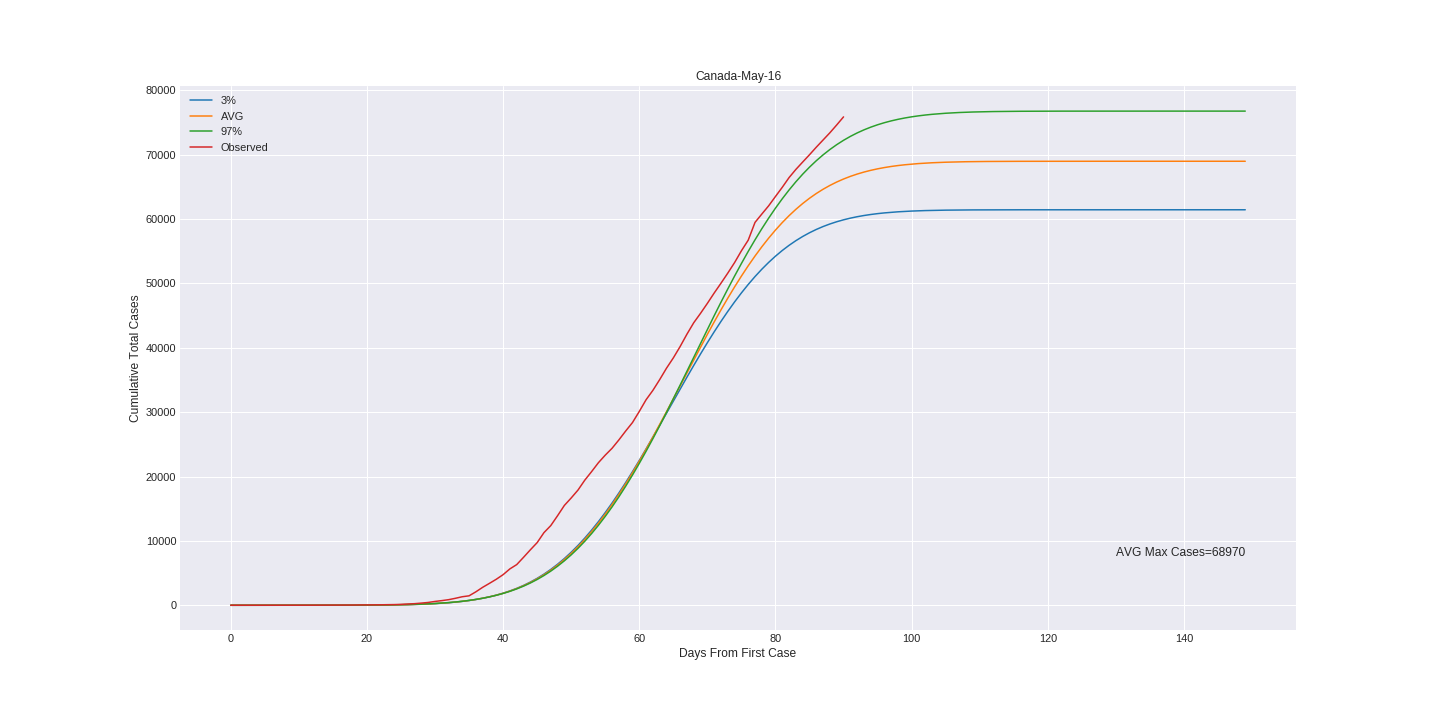 Canada-May-16
80000
70000
60000
50000
40000
30000
20000
10000
0
Cumulative Total Cases
3%
AVG
97%
Observed
AVG Max Cases=68970
0 20 40 60 80 100 120 140
Days From First Case